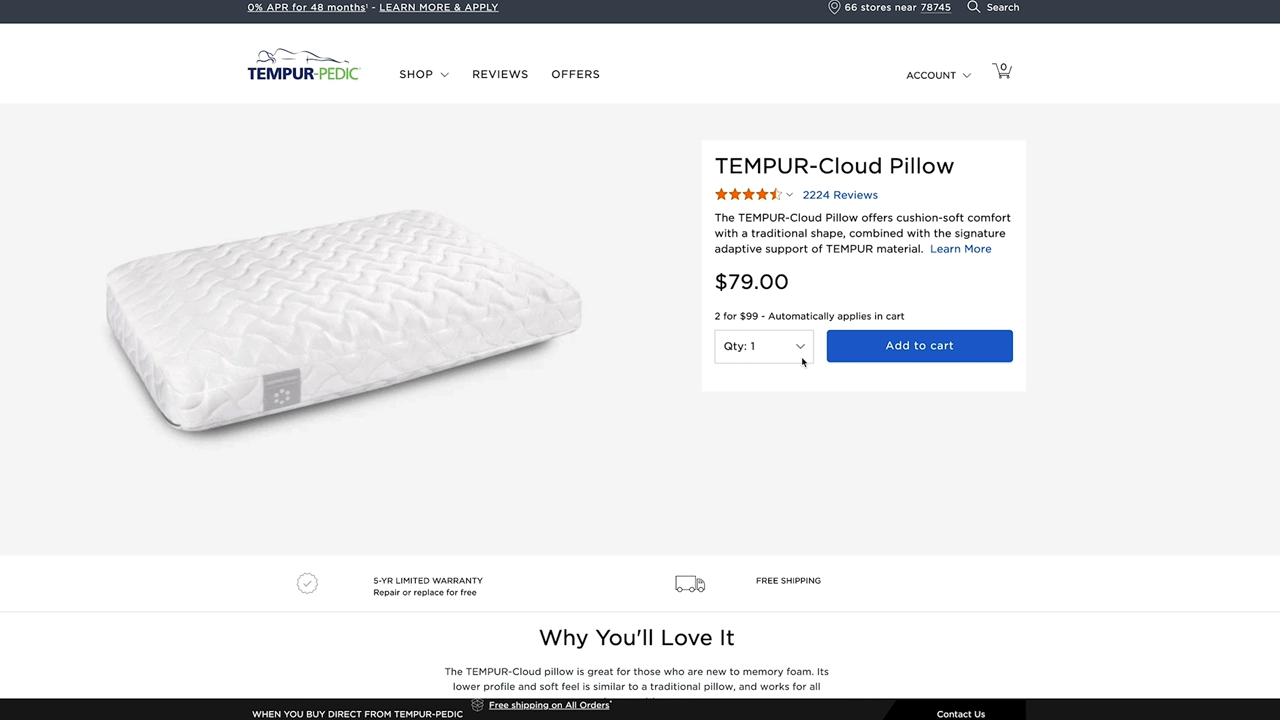 0% APR for 48 months¹ - LEARN MORE & APPLY
66 stores near 78745
Search
TEMPUR-PEDIC
SHOP
REVIEWS
OFFERS
ACCOUNT
0
TEMPUR-Cloud Pillow
2224 Reviews
The TEMPUR-Cloud Pillow offers cushion-soft comfort
with a traditional shape, combined with the signature
adaptive support of TEMPUR material. Learn More
$79.00
2 for $99 - Automatically applies in cart
Qty: 1
Add to cart
5-YR LIMITED WARRANTY
Repair or replace for free
FREE SHIPPING
Why You'll Love It
The TEMPUR-Cloud pillow is great for those who are new to memory foam. Its
lower profile and soft feel is similar to a traditional pillow, and works for all
WHEN YOU BUY DIRECT FROM TEMPUR-PEDIC
Free shipping on All Orders*
Contact Us